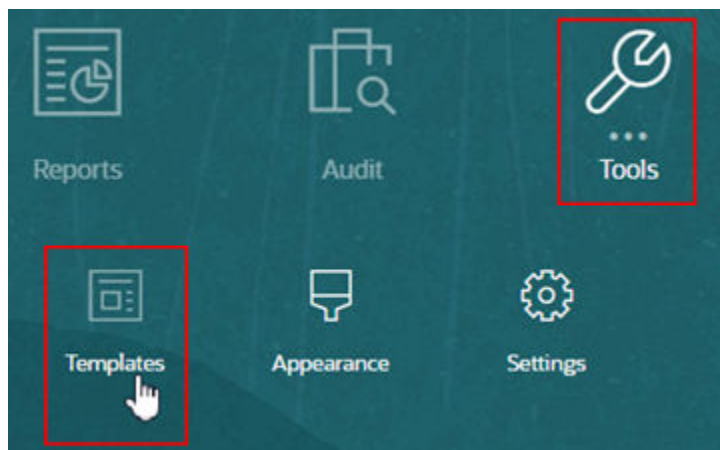 Reports
Audit
Tools
Templates
Appearance
Settings